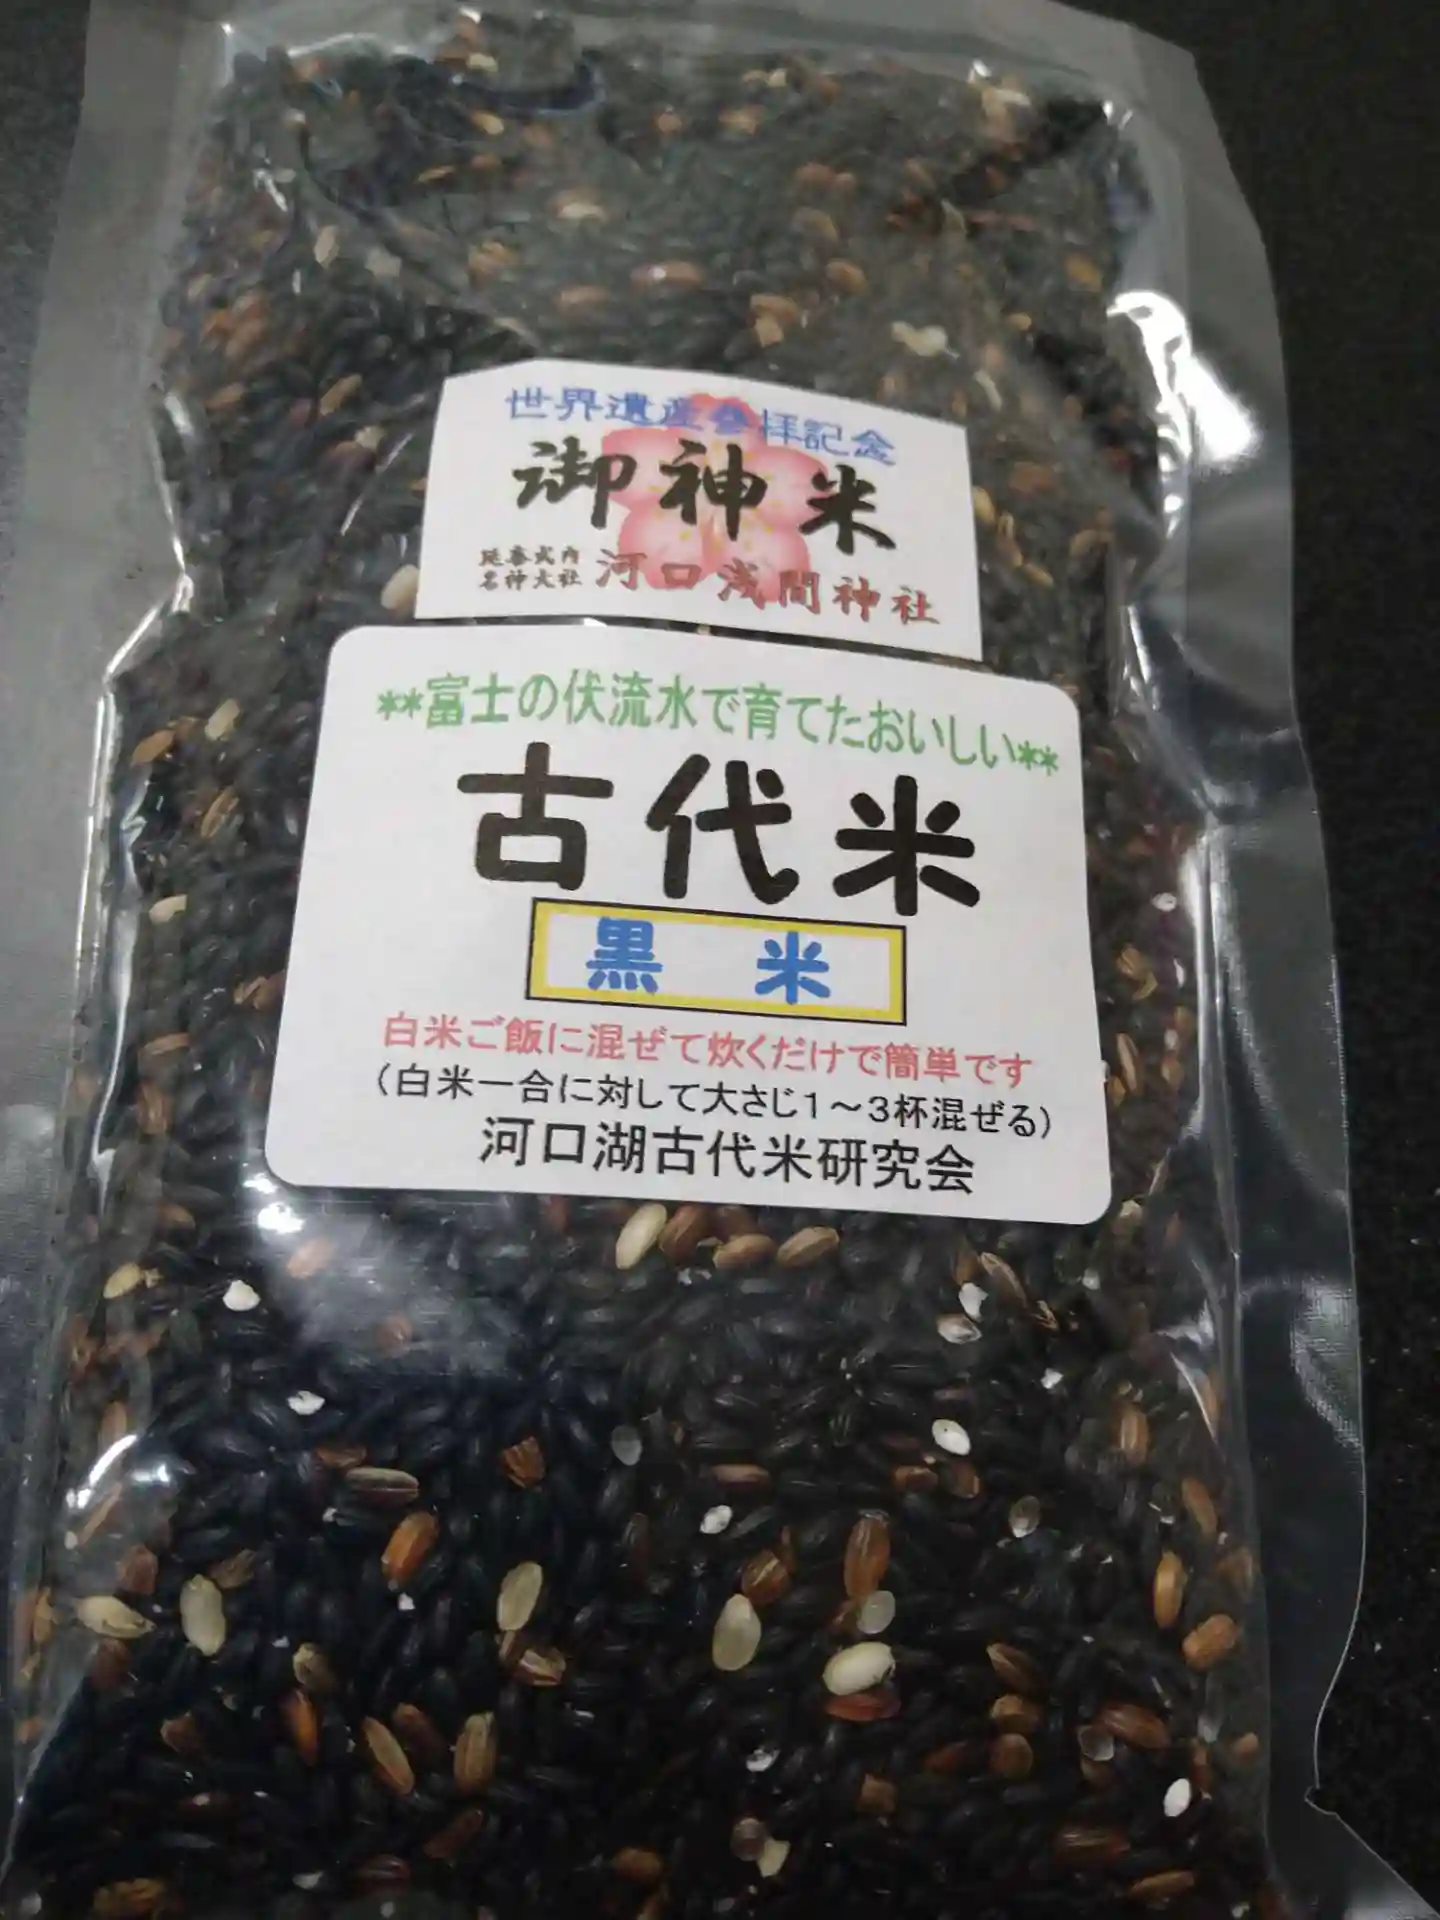 世界遺産参拝記念
御神米
延喜式内
名神大社 河口浅間神社
**富士の伏流水で育てたおいしい**
古代米
黒 米
白米ご飯に混ぜて炊くだけで簡単です
(白米一合に対して大さじ1～3杯混ぜる)
河口湖古代米研究会